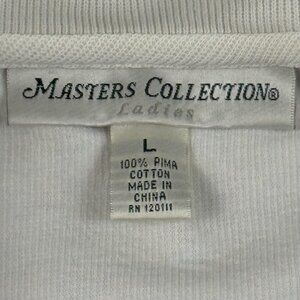 MASTERS COLLECTION®
Ladies
L
100% PIMA
COTTON
MADE IN
CHINA
RN 120111